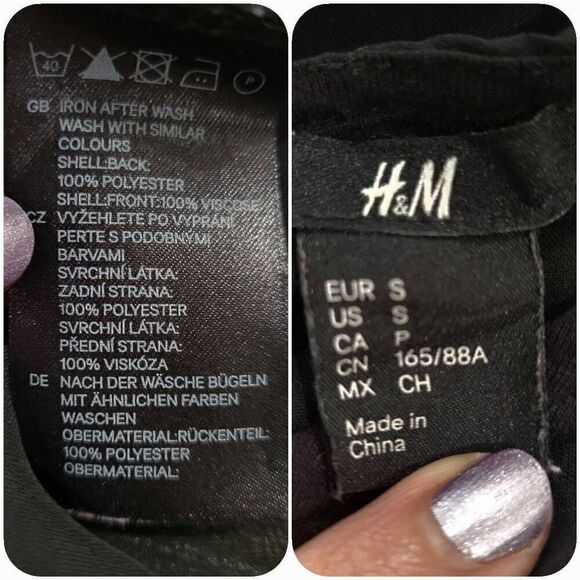 40
P
GB IRON AFTER WASH
WASH WITH SIMILAR
COLOURS
SHELL:BACK:
100% POLYESTER
SHELL:FRONT:100% VISCOSE
CZ VYŽEHLETE PO VYPRÁNÍ
PERTE S PODOBNÝMI
BARVAMI
SVRCHNÍ LÁTKA:
ZADNÍ STRANA:
100% POLYESTER
SVRCHNÍ LÁTKA:
PŘEDNÍ STRANA:
100% VISKÓZA
DE NACH DER WÄSCHE BÜGELN
MIT ÄHNLICHEN FARBEN
WASCHEN
OBERMATERIAL:RÜCKENTEIL:
100% POLYESTER
OBERMATERIAL:
H&M
EUR S
US S
CA P
CN 165/88A
MX CH
Made in
China